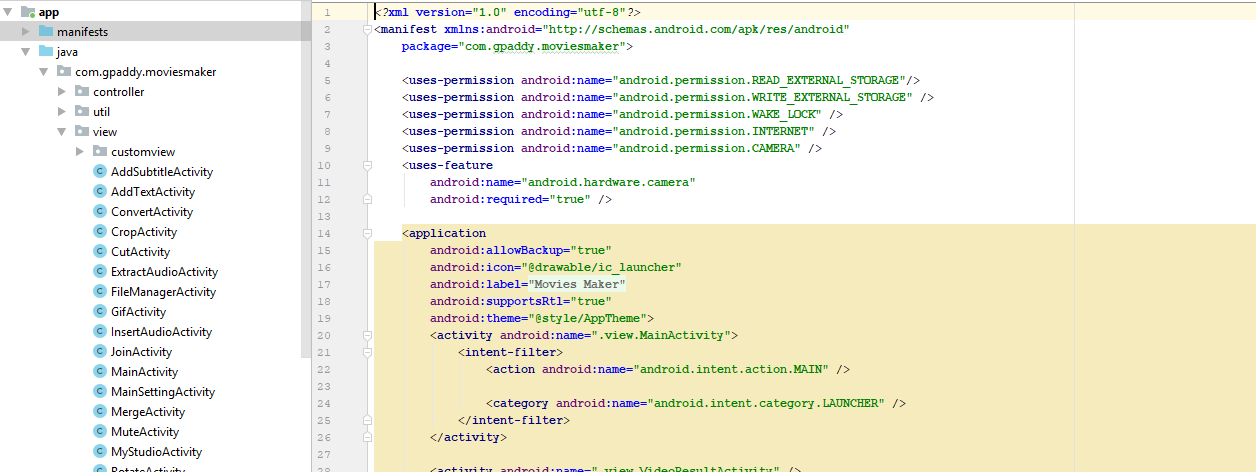 app
manifests
java
com.gpaddy.moviesmaker
controller
util
view
customview
AddSubtitleActivity
AddTextActivity
ConvertActivity
CropActivity
CutActivity
ExtractAudioActivity
FileManagerActivity
GifActivity
InsertAudioActivity
JoinActivity
MainActivity
MainSettingActivity
MergeActivity
MuteActivity
MyStudioActivity
RotateActivity
1 <?xml version="1.0" encoding="utf-8"?>
2 <manifest xmlns:android="http://schemas.android.com/apk/res/android"
3 package="com.gpaddy.moviesmaker">
4
5 <uses-permission android:name="android.permission.READ_EXTERNAL_STORAGE"/>
6 <uses-permission android:name="android.permission.WRITE_EXTERNAL_STORAGE" />
7 <uses-permission android:name="android.permission.WAKE_LOCK" />
8 <uses-permission android:name="android.permission.INTERNET" />
9 <uses-permission android:name="android.permission.CAMERA" />
10 <uses-feature
11 android:name="android.hardware.camera"
12 android:required="true" />
13
14 <application
15 android:allowBackup="true"
16 android:icon="@drawable/ic_launcher"
17 android:label="Movies Maker"
18 android:supportsRtl="true"
19 android:theme="@style/AppTheme">
20 <activity android:name=".view.MainActivity">
21 <intent-filter>
22 <action android:name="android.intent.action.MAIN" />
23
24 <category android:name="android.intent.category.LAUNCHER" />
25 </intent-filter>
26 </activity>
27
28 <activity android:name=".view.VideoResultActivity" />